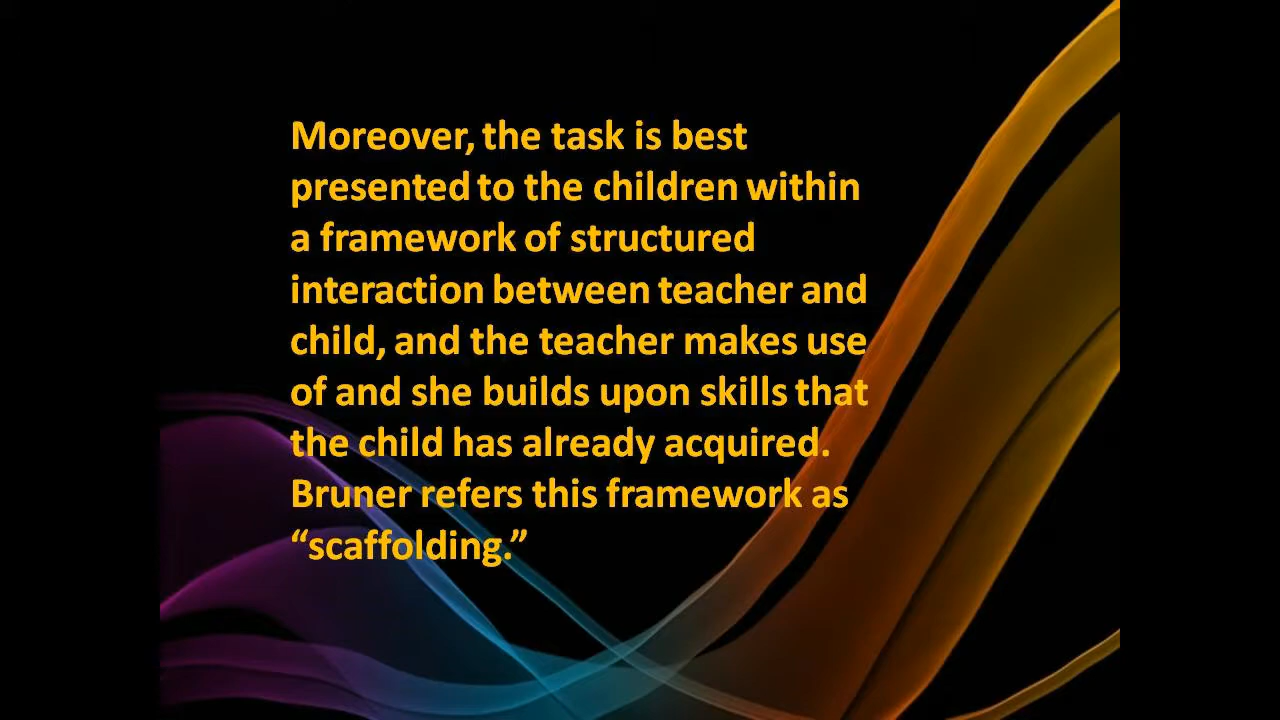 Moreover, the task is best
presented to the children within
a framework of structured
interaction between teacher and
child, and the teacher makes use
of and she builds upon skills that
the child has already acquired.
Bruner refers this framework as
“scaffolding.”